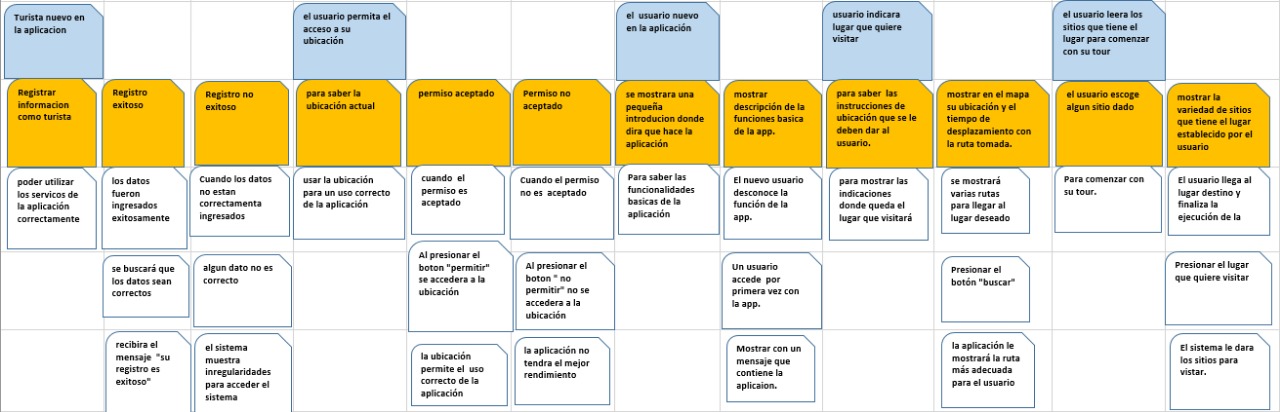 Turista nuevo en
la aplicacion
el usuario permita el
acceso a su
ubicación
el  usuario nuevo
en la aplicación
usuario indicara
lugar que quiere
visitar
el usuario leera los
sitios que tiene el
lugar para comenzar
con su tour
Registrar
informacion
como turista
Registro
exitoso
Registro no
exitoso
para saber la
ubicación actual
permiso aceptado
Permiso no
aceptado
se mostrara una
pequeña
introducion donde
dira que hace la
aplicación
mostrar
descripción de la
funciones basica
de la app.
para saber  las
instrucciones de
ubicación que se le
deben dar al
usuario.
mostrar en el mapa
su ubicación y el
tiempo de
desplazamiento con
la ruta tomada.
el usuario escoge
algun sitio dado
mostrar la
variedad de sitios
que tiene el lugar
establecido por el
usuario
poder utilizar
los servicios de
la aplicación
correctamente
los datos
fueron
ingresados
exitosamente
Cuando los datos
no estan
correctamenta
ingresados
usar la ubicación
para un uso correcto
de la aplicación
cuando  el
permiso es
aceptado
Cuando el permiso
no es  aceptado
Para saber las
funcionalidades
basicas de la
aplicación
El nuevo usuario
desconoce la
función de la
app.
para mostrar las
indicaciones
donde queda el
lugar que visitará
se mostrará
varias rutas
para llegar al
lugar deseado
Para comenzar con
su tour.
El usuario llega al
lugar destino y
finaliza la
ejecución de la
se buscará que
los datos sean
correctos
algun dato no es
correcto
Al presionar el
boton "permitir"
se accedera a la
ubicación
Al presionar el
boton " no
permitir" no se
accedera a la
ubicación
Un usuario
accede  por
primera vez con
la app.
Presionar el
botón "buscar"
Presionar el lugar
que quiere visitar
recibira el
mensaje  "su
registro es
exitoso"
el sistema
muestra
irregularidades
para acceder el
sistema
la ubicación
permite el  uso
correcto de la
aplicación
la aplicación no
tendra el mejor
rendimiento
Mostrar con un
mensaje que
contiene la
aplicaion.
la aplicación le
mostrará la ruta
más adecuada
para el usuario
El sistema le dara
los sitios para
vistar.